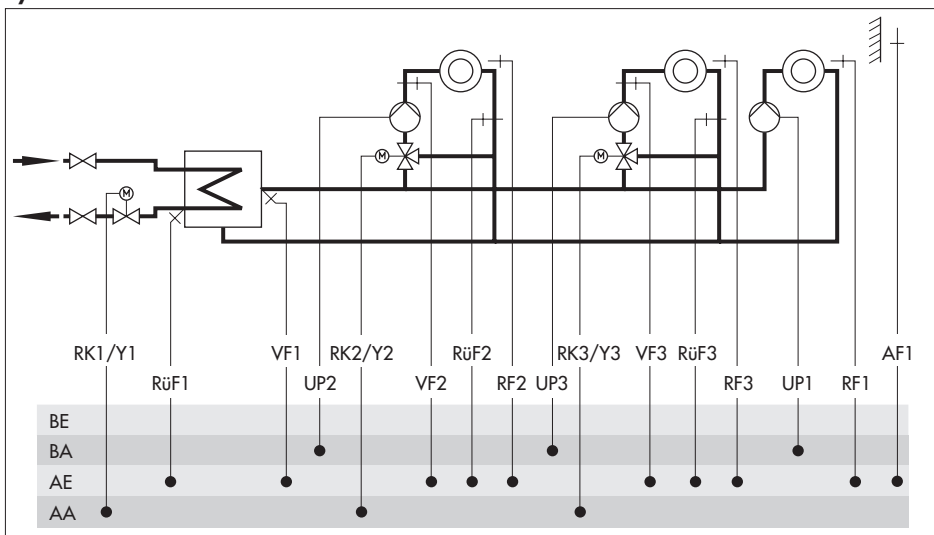 M
M
M
RK1/Y1
VF1
RK2/Y2
RüF2
RK3/Y3
VF3
RüF3
AF1
RüF1
UP2
VF2
RF2
UP3
RF3
UP1
RF1
BE
BA
AE
AA